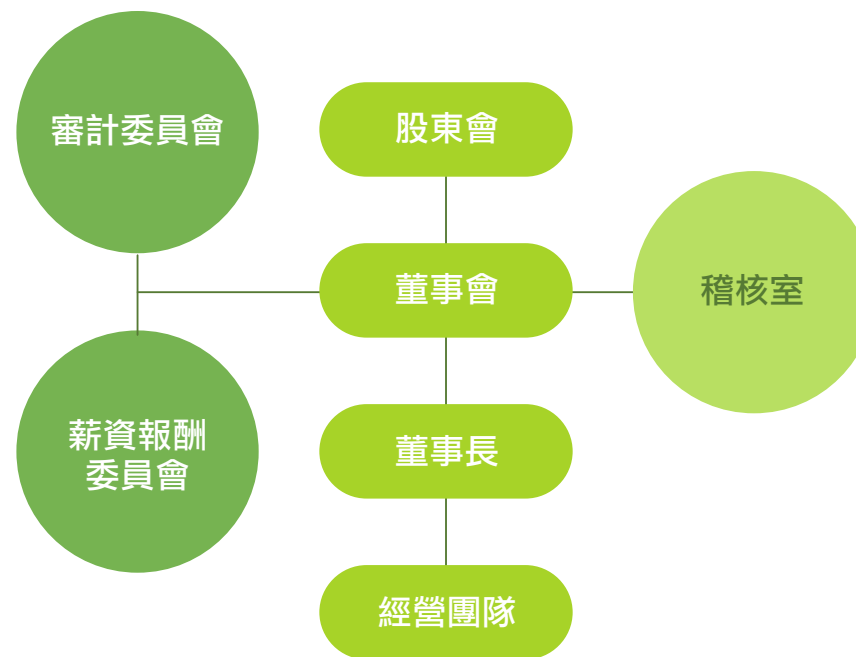 審計委員會
股東會
董事會
稽核室
薪資報酬
委員會
董事長
經營團隊